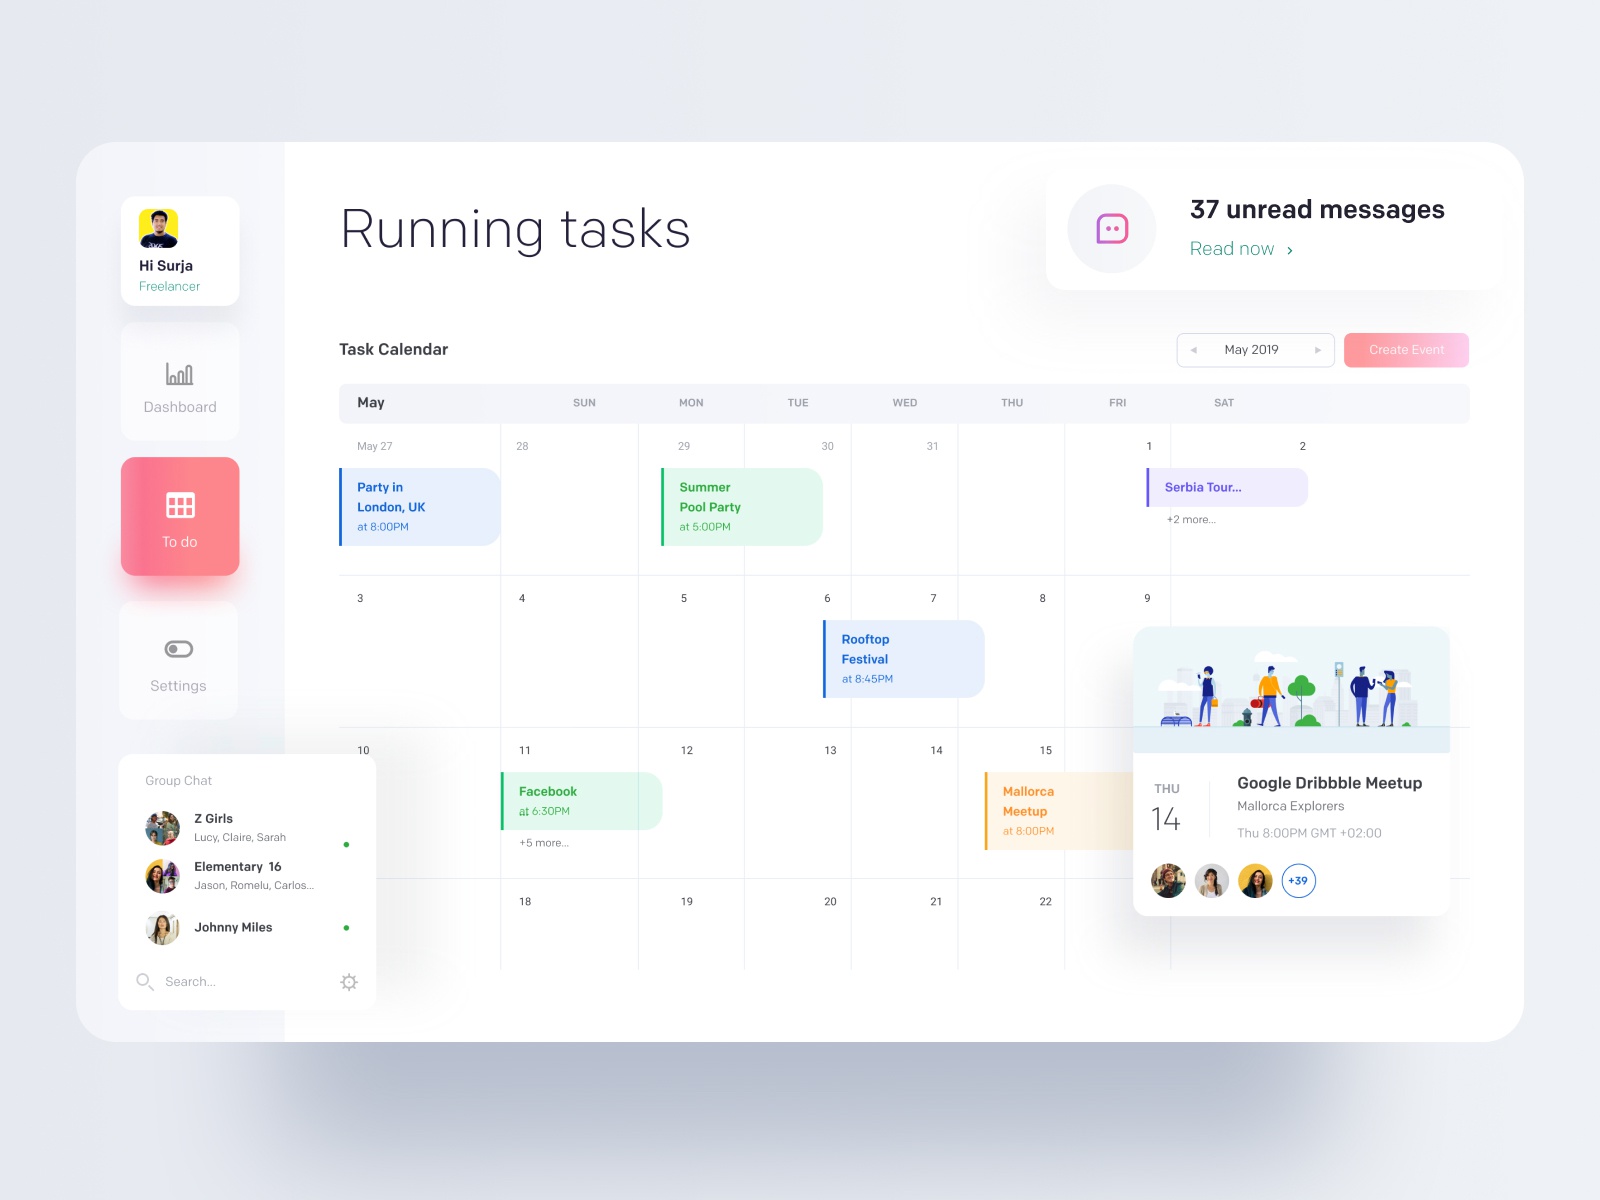 Hi Surja
Freelancer
Dashboard
To do
Settings
Group Chat
Z Girls
Lucy, Claire, Sarah
Elementary 16
Jason, Romelu, Carlos...
Johnny Miles
Search...
Running tasks
37 unread messages
Read now ›
Task Calendar
May 2019
Create Event
May SUN MON TUE WED THU FRI SAT
May 27 28 29 30 31 1 2
Party in
London, UK
at 8:00PM
Summer
Pool Party
at 5:00PM
Serbia Tour...
+2 more...
3 4 5 6 7 8 9
Rooftop
Festival
at 8:45PM
10 11 12 13 14 15
Facebook
at 6:30PM
+5 more...
Mallorca
Meetup
at 8:00PM
18 19 20 21 22
THU
14
Google Dribbble Meetup
Mallorca Explorers
Thu 8:00PM GMT +02:00
+39